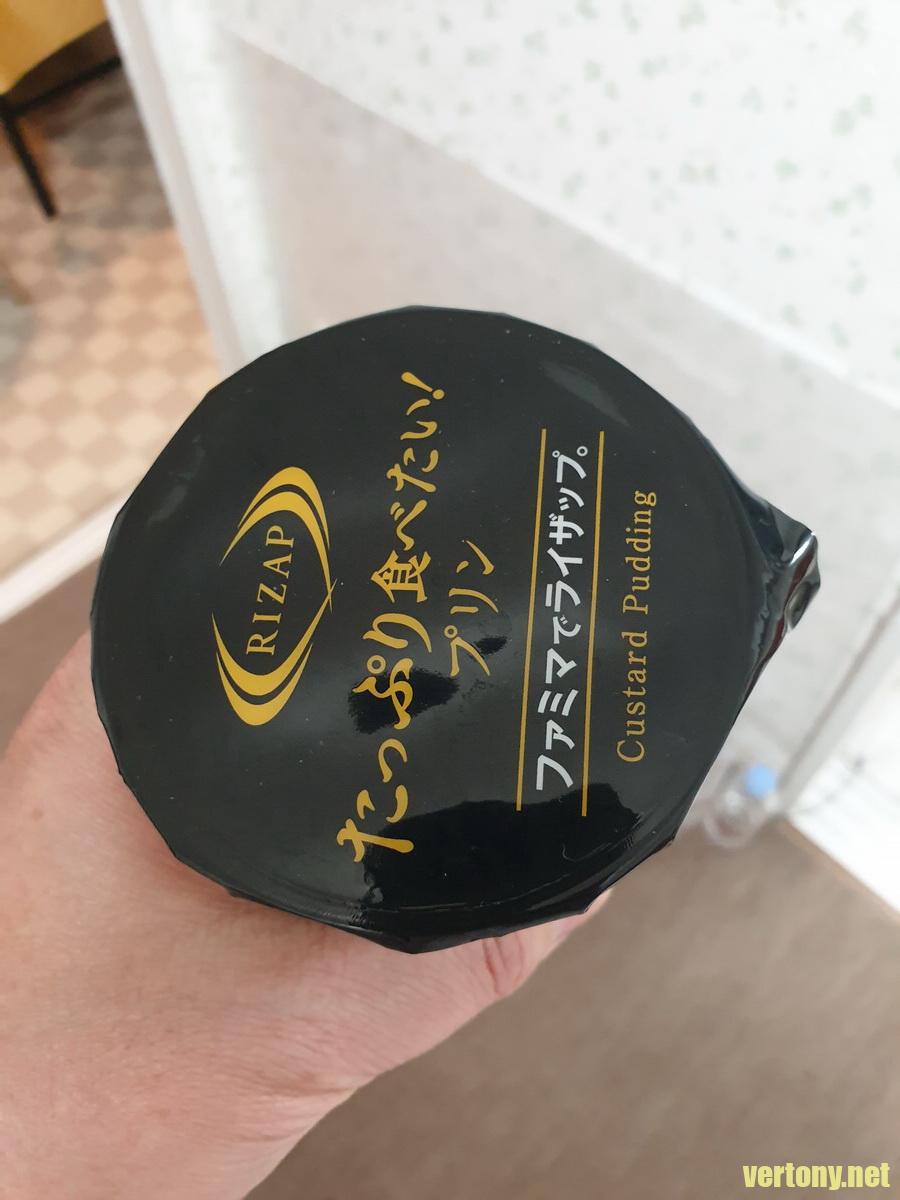 RIZAP
たっぷり食べたい!
プリン
ファミマでライザップ。
Custard Pudding
vertony.net